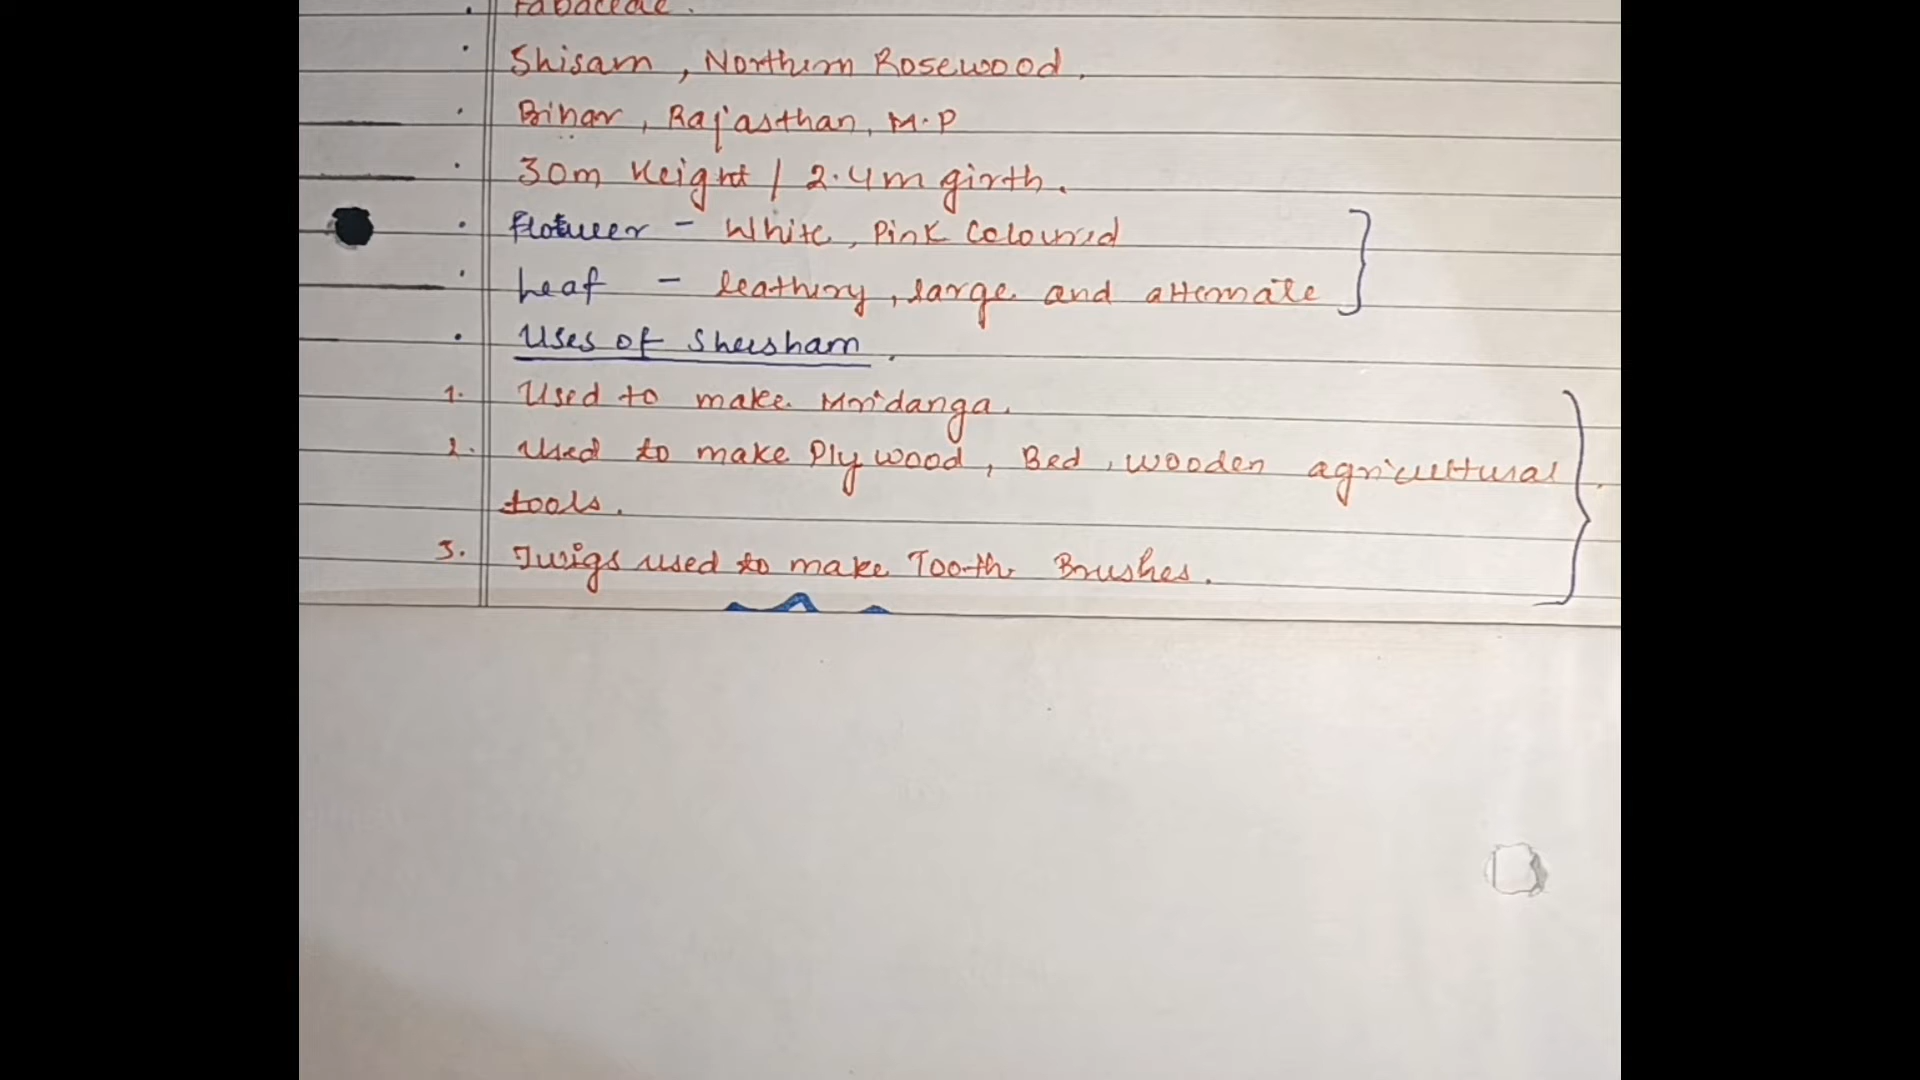 Fabaceae.
Shisam, Northern Rosewood.
Bihar, Rajasthan, M.P
30m Height / 2.4m girth.
flower - White, Pink Coloured
Leaf - leathery, large and alternate
Uses of Sheesham.
1. Used to make Mridanga.
2. Used to make Plywood, Bed, wooden agricultural
tools.
3. Twigs used to make Tooth Brushes.